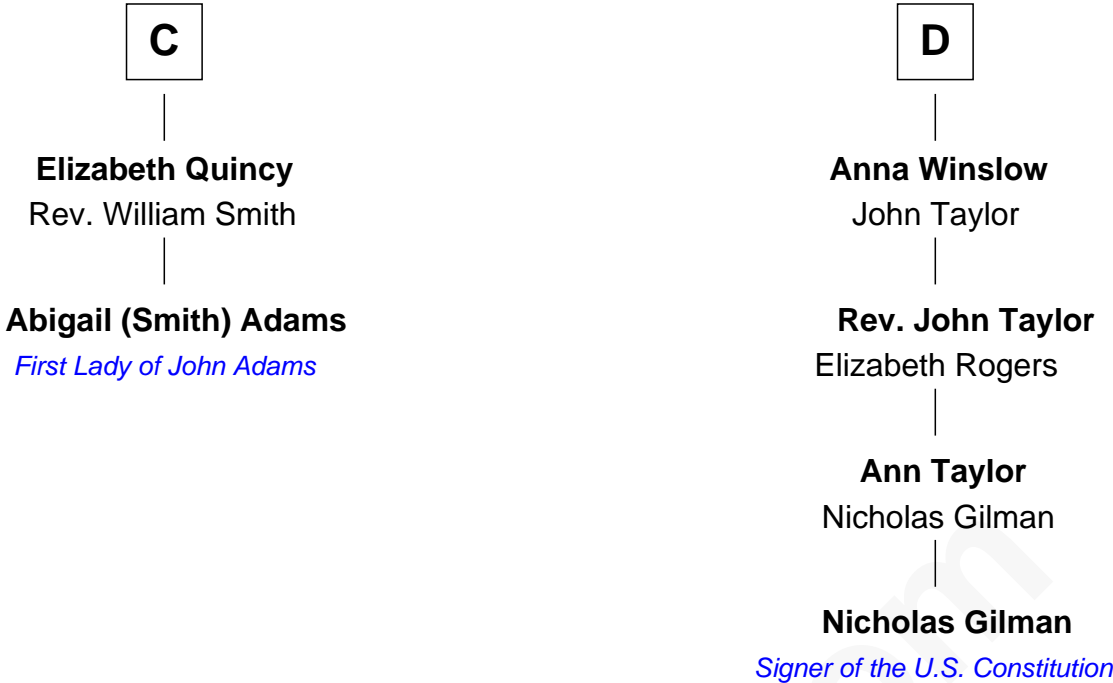 C
Elizabeth Quincy
Rev. William Smith
Abigail (Smith) Adams
First Lady of John Adams
D
Anna Winslow
John Taylor
Rev. John Taylor
Elizabeth Rogers
Ann Taylor
Nicholas Gilman
Nicholas Gilman
Signer of the U.S. Constitution